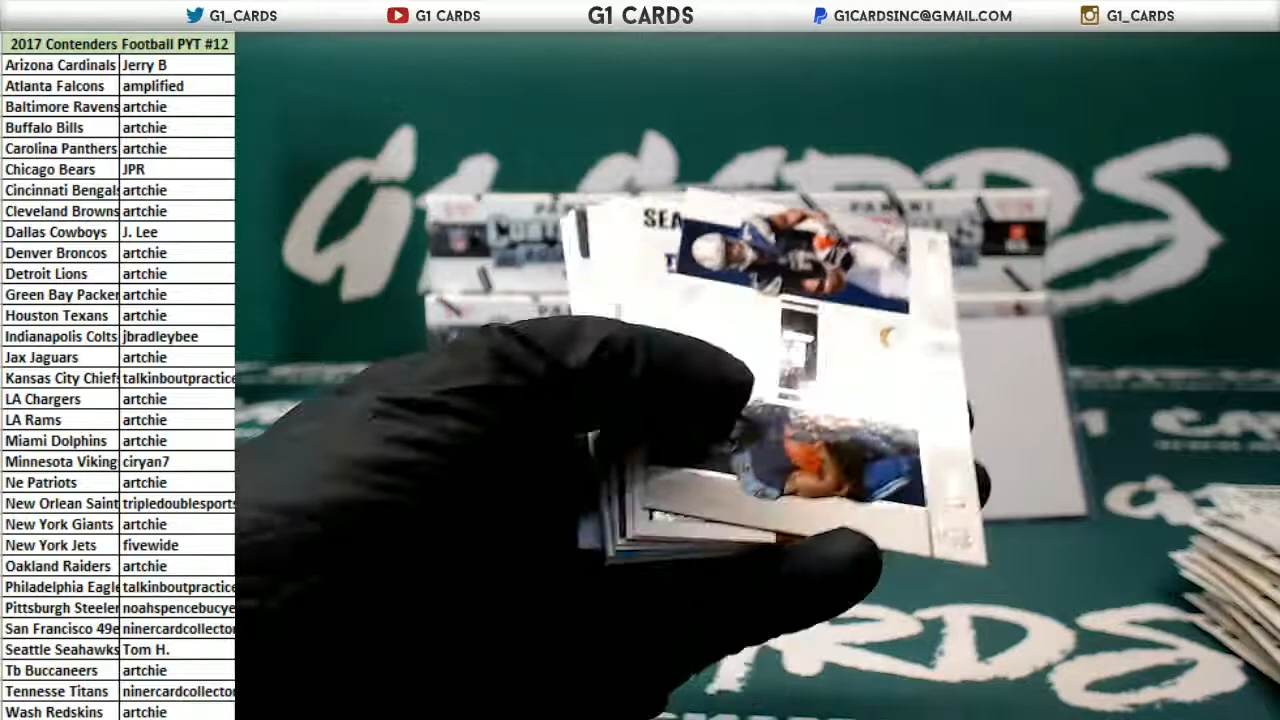 G1_CARDS G1 CARDS G1 CARDS G1CARDSINC@GMAIL.COM G1_CARDS
2017 Contenders Football PYT #12
Arizona Cardinals Jerry B
Atlanta Falcons amplified
Baltimore Ravens artchie
Buffalo Bills artchie
Carolina Panthers artchie
Chicago Bears JPR
Cincinnati Bengals artchie
Cleveland Browns artchie
Dallas Cowboys J. Lee
Denver Broncos artchie
Detroit Lions artchie
Green Bay Packer artchie
Houston Texans artchie
Indianapolis Colts jbradleybee
Jax Jaguars artchie
Kansas City Chiefs talkinboutpractice
LA Chargers artchie
LA Rams artchie
Miami Dolphins artchie
Minnesota Viking ciryan7
Ne Patriots artchie
New Orlean Saint tripledoublesports
New York Giants artchie
New York Jets fivewide
Oakland Raiders artchie
Philadelphia Eagle talkinboutpractice
Pittsburgh Steeler noahspencebucye
San Francisco 49e ninercardcollector
Seattle Seahawks Tom H.
Tb Buccaneers artchie
Tennesse Titans ninercardcollector
Wash Redskins artchie
G1 CARDS
PANINI
SEA
CARDS